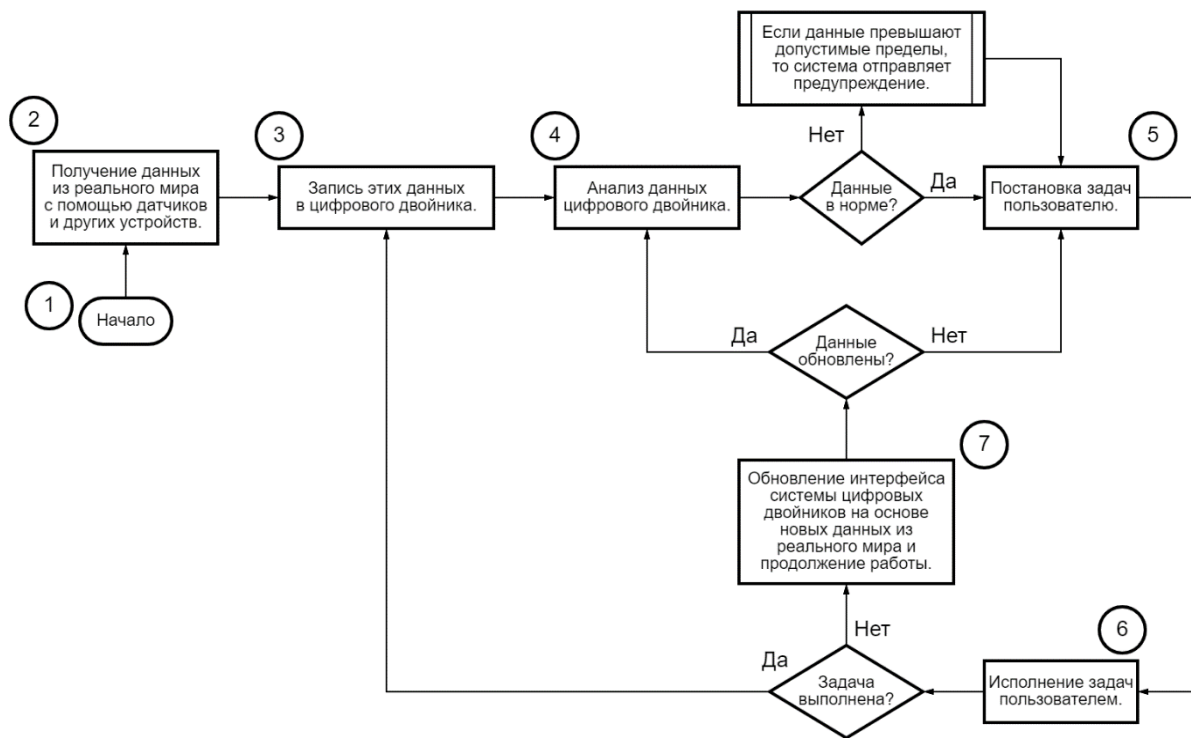 Если данные превышают
допустимые пределы,
то система отправляет
предупреждение.
2
3
4
5
Нет
Получение данных
из реального мира
с помощью датчиков
и других устройств.
Запись этих данных
в цифрового двойника.
Анализ данных
цифрового двойника.
Данные
в норме?
Да
Постановка задач
пользователю.
1
Начало
Да
Данные
обновлены?
Нет
7
Обновление интерфейса
системы цифровых
двойников на основе
новых данных из
реального мира и
продолжение работы.
Нет
6
Да
Задача
выполнена?
Исполнение задач
пользователем.